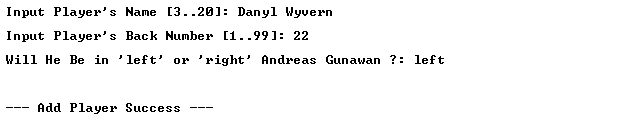 Input Player's Name [3..20]: Danyl Wyvern
Input Player's Back Number [1..99]: 22
Will He Be in 'left' or 'right' Andreas Gunawan ?: left
--- Add Player Success ---